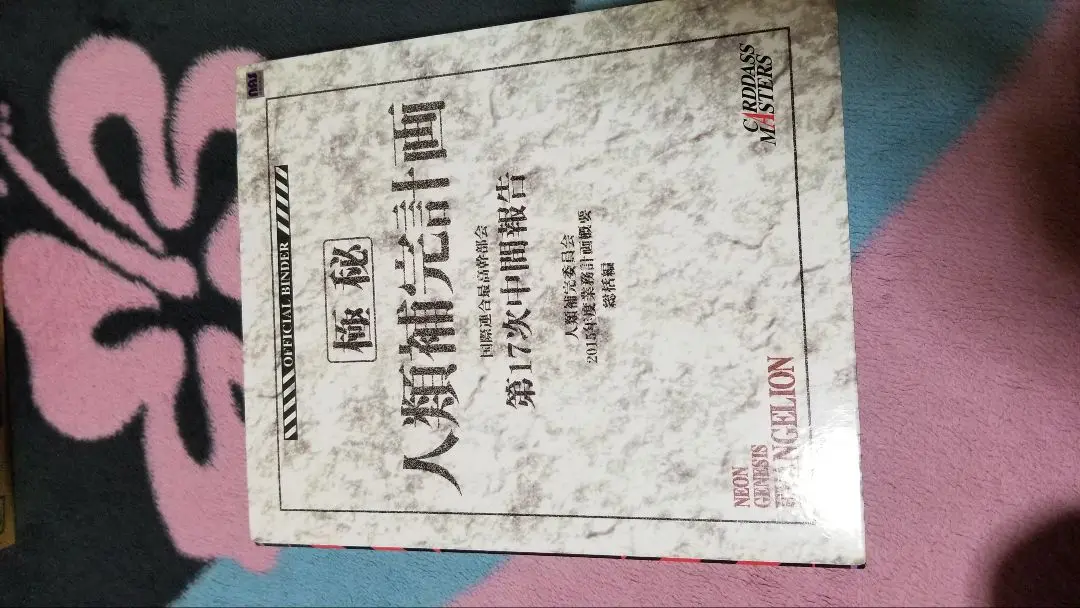 OFFICIAL BINDER
極秘
人類補完計画
国際連合最高幹部会
第17次中間報告
人類補完委員会
2015年度業務計画概要
総括編
NEON
GENESIS
EVANGELION
CARDDASS
MASTERS